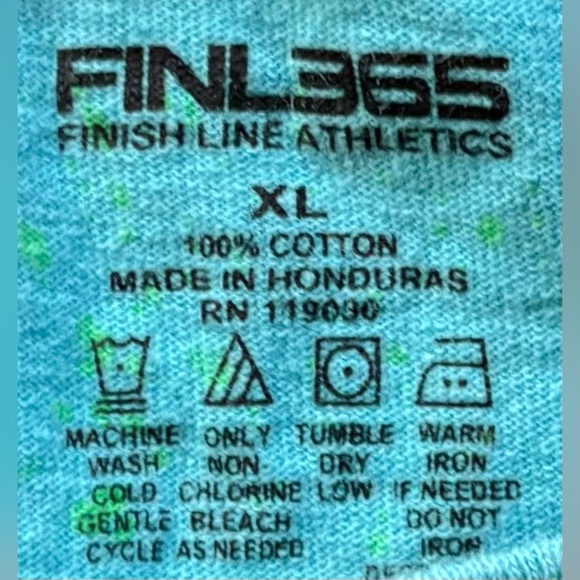 FINL365
FINISH LINE ATHLETICS
XL
100% COTTON
MADE IN HONDURAS
RN 119030
MACHINE ONLY TUMBLE WARM
WASH NON- DRY IRON
COLD CHLORINE LOW IF NEEDED
GENTLE BLEACH DO NOT
CYCLE AS NEEDED IRON